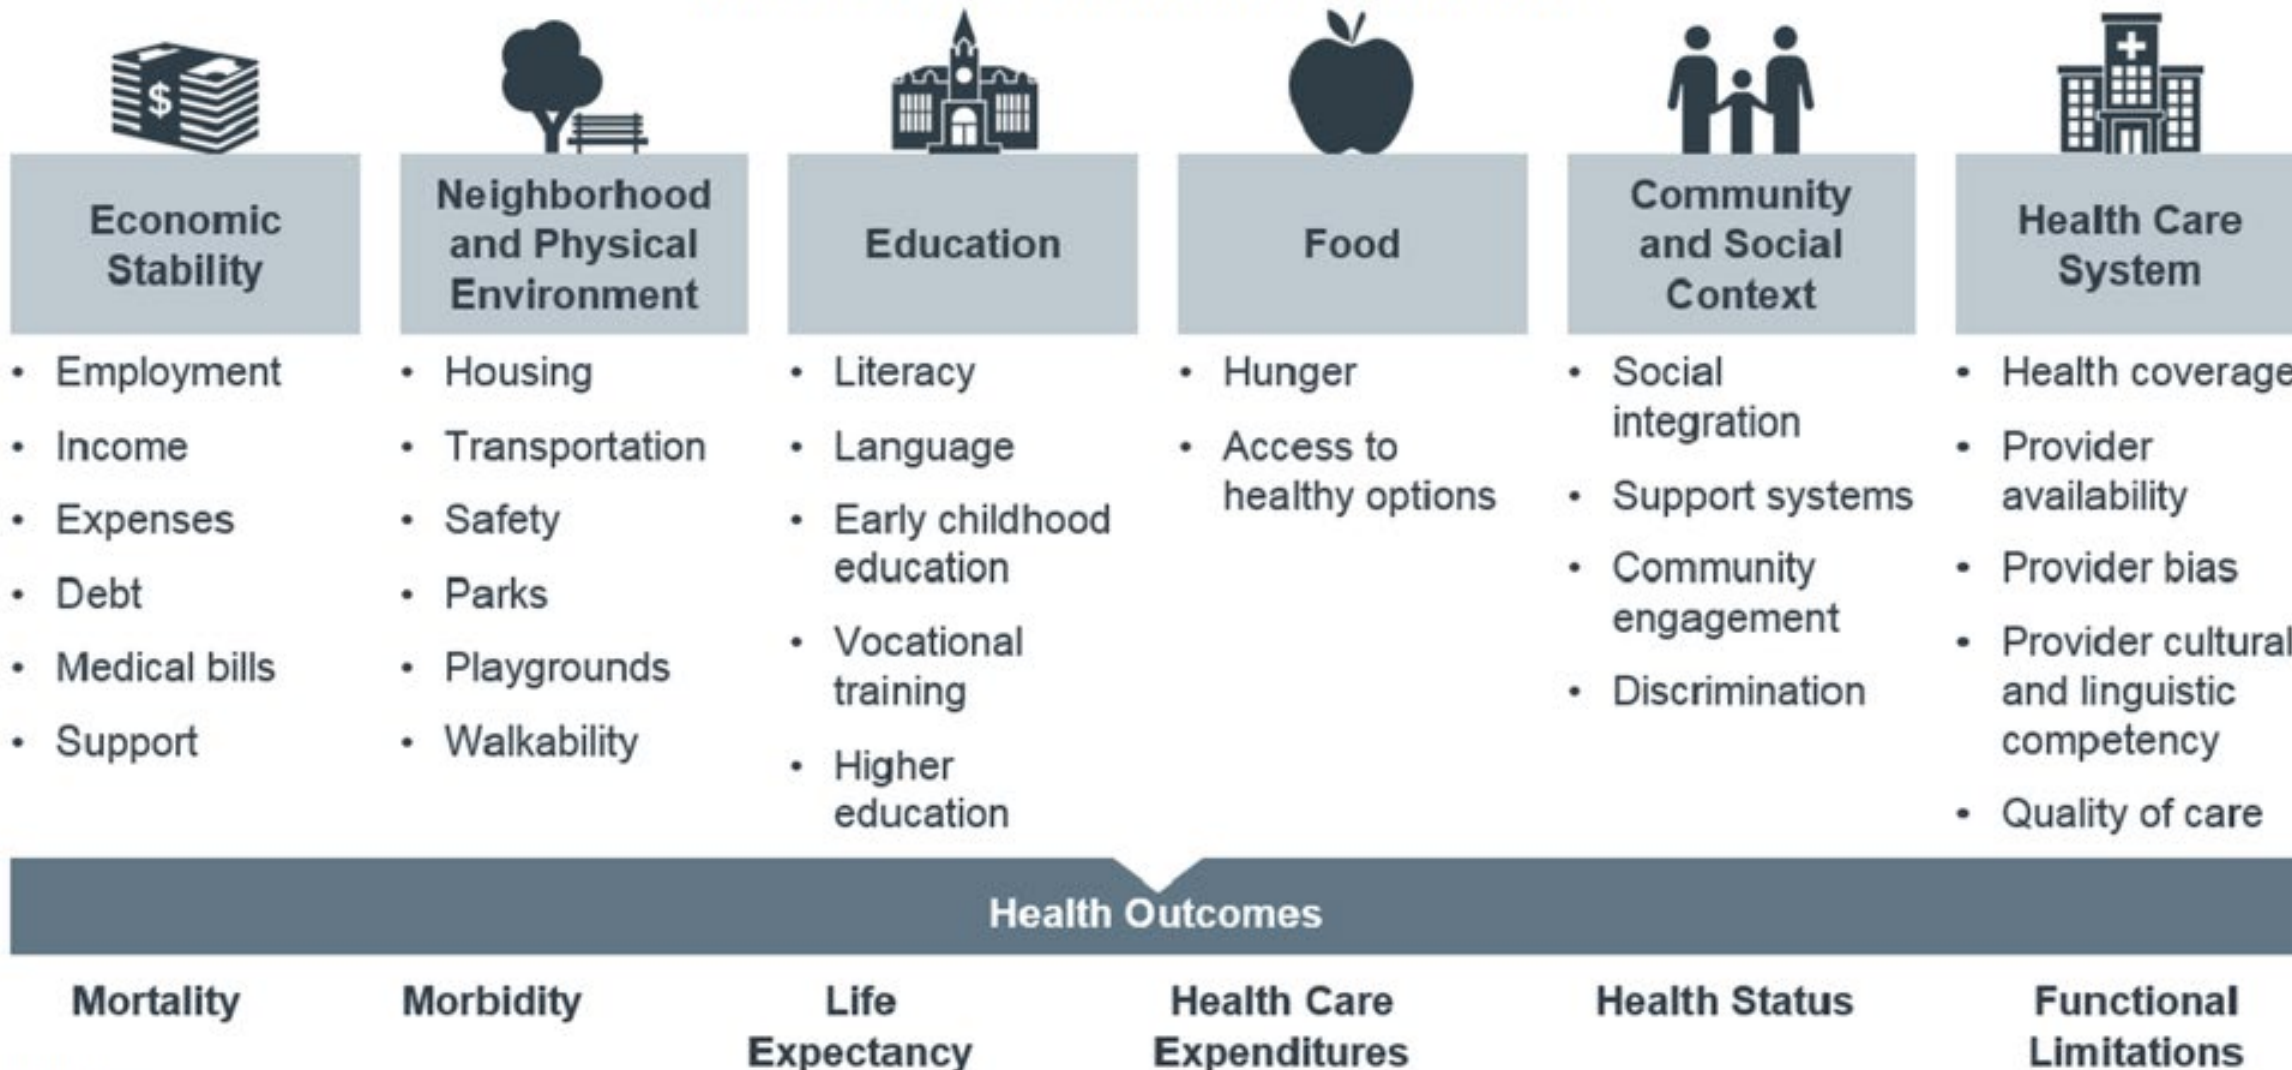 $
Economic
Stability
• Employment
• Income
• Expenses
• Debt
• Medical bills
• Support
Neighborhood
and Physical
Environment
• Housing
• Transportation
• Safety
• Parks
• Playgrounds
• Walkability
Education
• Literacy
• Language
• Early childhood
education
• Vocational
training
• Higher
education
Food
• Hunger
• Access to
healthy options
Community
and Social
Context
• Social
integration
• Support systems
• Community
engagement
• Discrimination
Health Care
System
• Health coverage
• Provider
availability
• Provider bias
• Provider cultural
and linguistic
competency
• Quality of care
Health Outcomes
Mortality
Morbidity
Life
Expectancy
Health Care
Expenditures
Health Status
Functional
Limitations